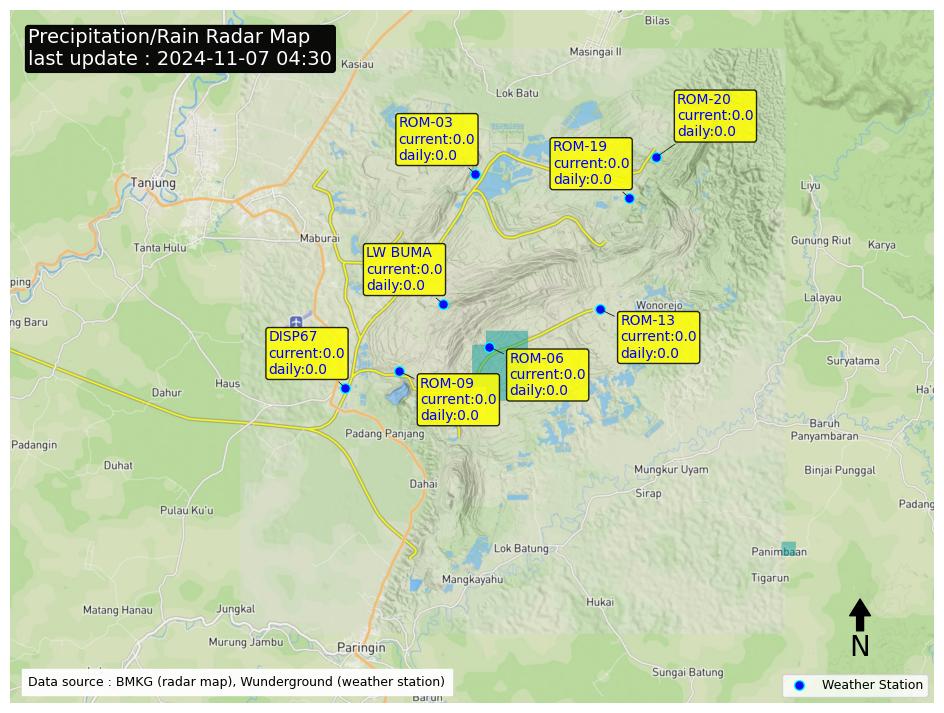 Precipitation/Rain Radar Map
last update : 2024-11-07 04:30
Bilas
Masingai II
Kasiau
Lok Batu
ROM-20
current:0.0
daily:0.0
ROM-03
current:0.0
daily:0.0
ROM-19
current:0.0
daily:0.0
Tanjung
Liyu
Maburai
Tanta Hulu
Gunung Riut
Karya
LW BUMA
current:0.0
daily:0.0
ping
Lalayau
Wonorejo
ng Baru
ROM-13
current:0.0
daily:0.0
DISP67
current:0.0
daily:0.0
ROM-06
current:0.0
daily:0.0
Suryatama
Haus
Dahur
ROM-09
current:0.0
daily:0.0
Baruh
Panyambaran
Padang Panjang
Padangin
Duhat
Mungkur Uyam
Binjai Punggal
Dahai
Sirap
Padang
Pulau Ku'u
Lok Batung
Panimbaan
Mangkayahu
Tigarun
Hukai
Matang Hanau
Jungkal
Murung Jambu
Paringin
N
Sungai Batung
Data source : BMKG (radar map), Wunderground (weather station)
Weather Station
Barun